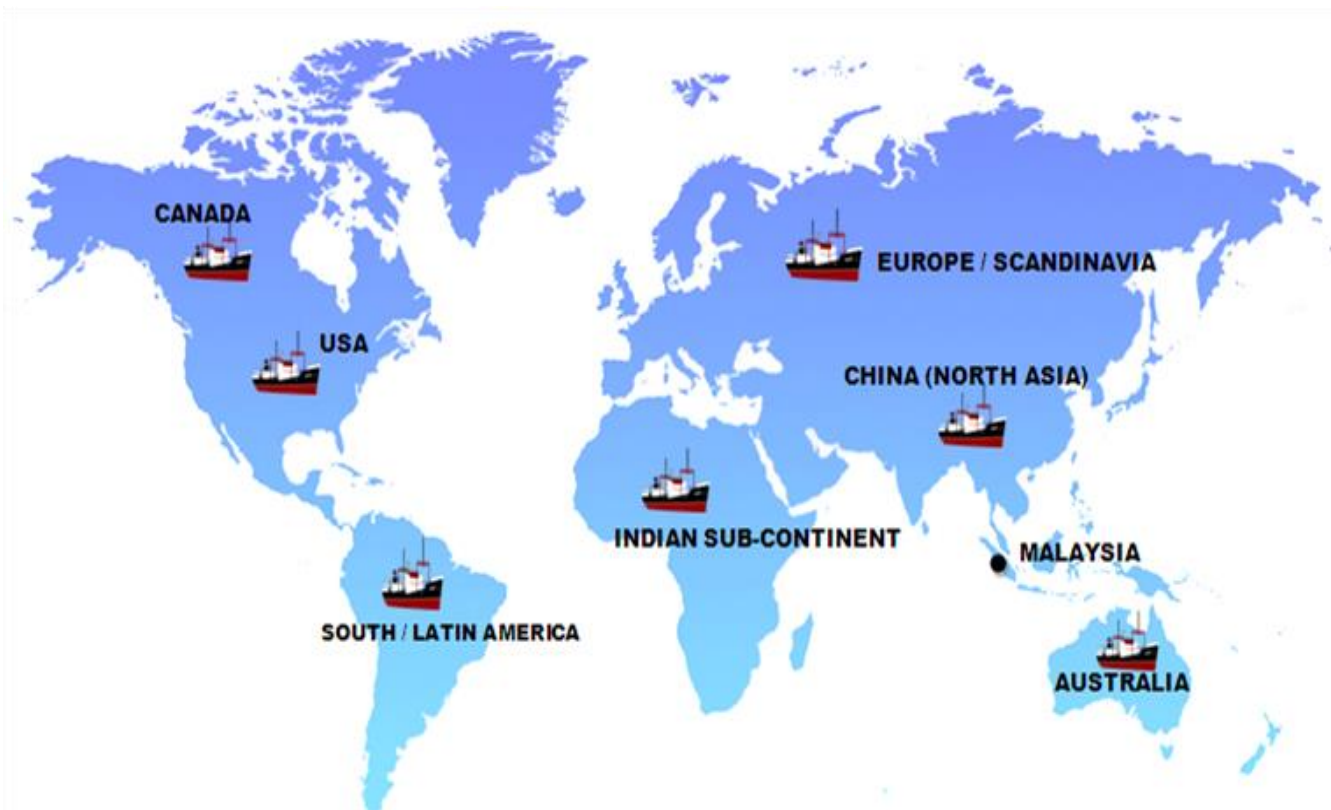 CANADA
EUROPE / SCANDINAVIA
USA
CHINA (NORTH ASIA)
INDIAN SUB-CONTINENT
MALAYSIA
SOUTH / LATIN AMERICA
AUSTRALIA